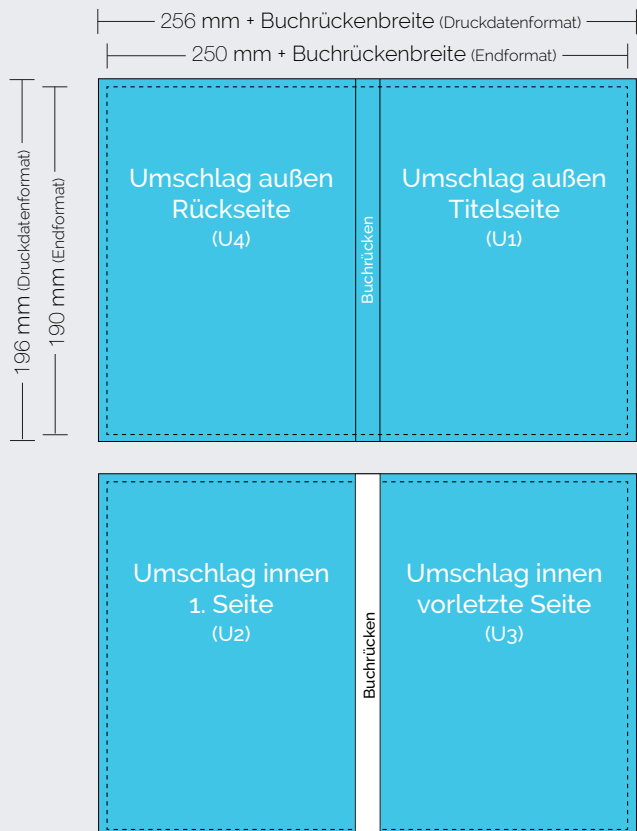 256 mm + Buchrückenbreite (Druckdatenformat)
250 mm + Buchrückenbreite (Endformat)
196 mm (Druckdatenformat)
190 mm (Endformat)
Umschlag außen
Rückseite
(U4)
Buchrücken
Umschlag außen
Titelseite
(U1)
Umschlag innen
1. Seite
(U2)
Buchrücken
Umschlag innen
vorletzte Seite
(U3)